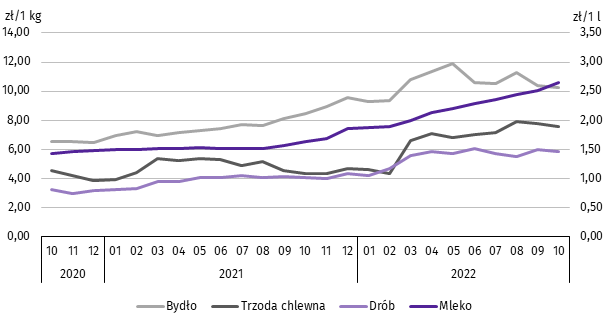 zł/1 kg zł/1 l
14,00 3,50
12,00 3,00
10,00 2,50
8,00 2,00
6,00 1,50
4,00 1,00
2,00 0,50
0,00 0,00
10 11 12 01 02 03 04 05 06 07 08 09 10 11 12 01 02 03 04 05 06 07 08 09 10
2020 2021 2022
Bydło Trzoda chlewna Drób Mleko